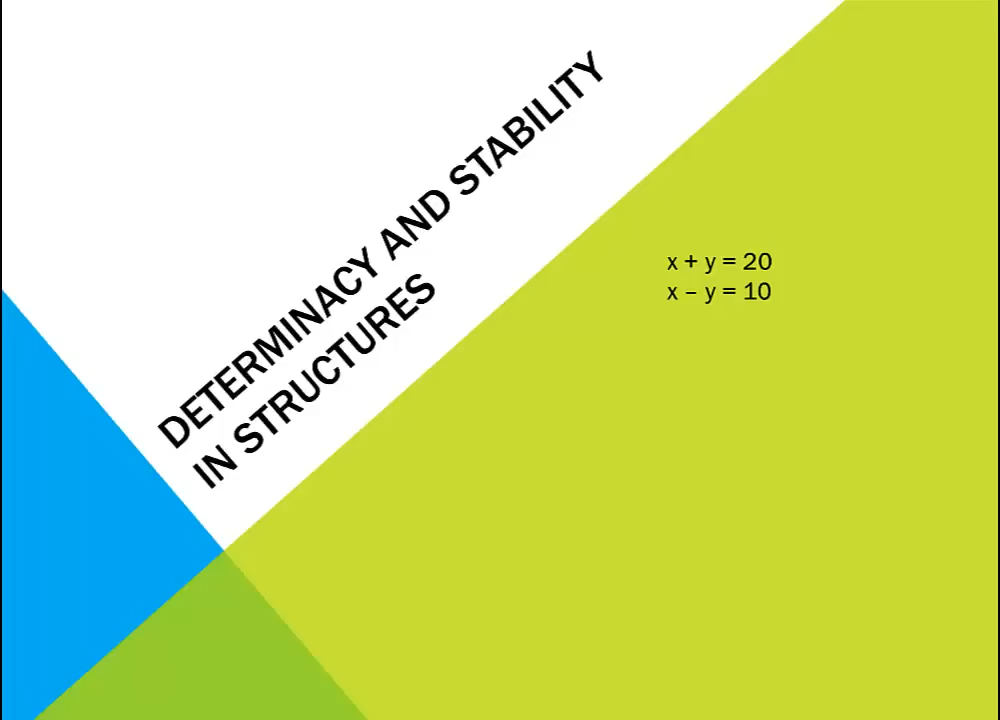 DETERMINACY AND STABILITY
IN STRUCTURES
x + y = 20
x – y = 10